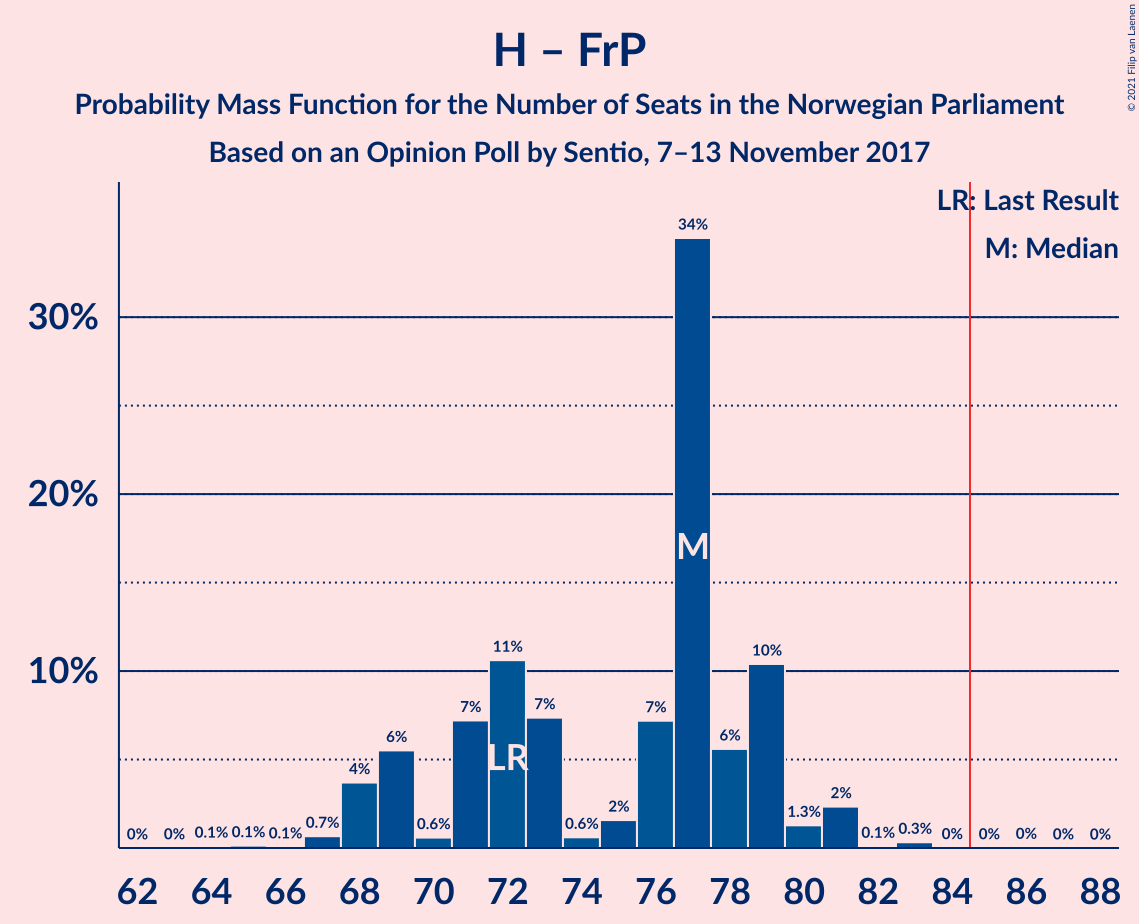 H – FrP
Probability Mass Function for the Number of Seats in the Norwegian Parliament
Based on an Opinion Poll by Sentio, 7–13 November 2017
© 2021 Filip van Laenen
LR: Last Result
M: Median
30%
20%
10%
0% 0% 0.1% 0.1% 0.1% 0.7% 4% 6% 0.6% 7% 11% 7% 0.6% 2% 7% 34% 6% 10% 1.3% 2% 0.1% 0.3% 0% 0% 0% 0% 0%
M
LR
62 64 66 68 70 72 74 76 78 80 82 84 86 88